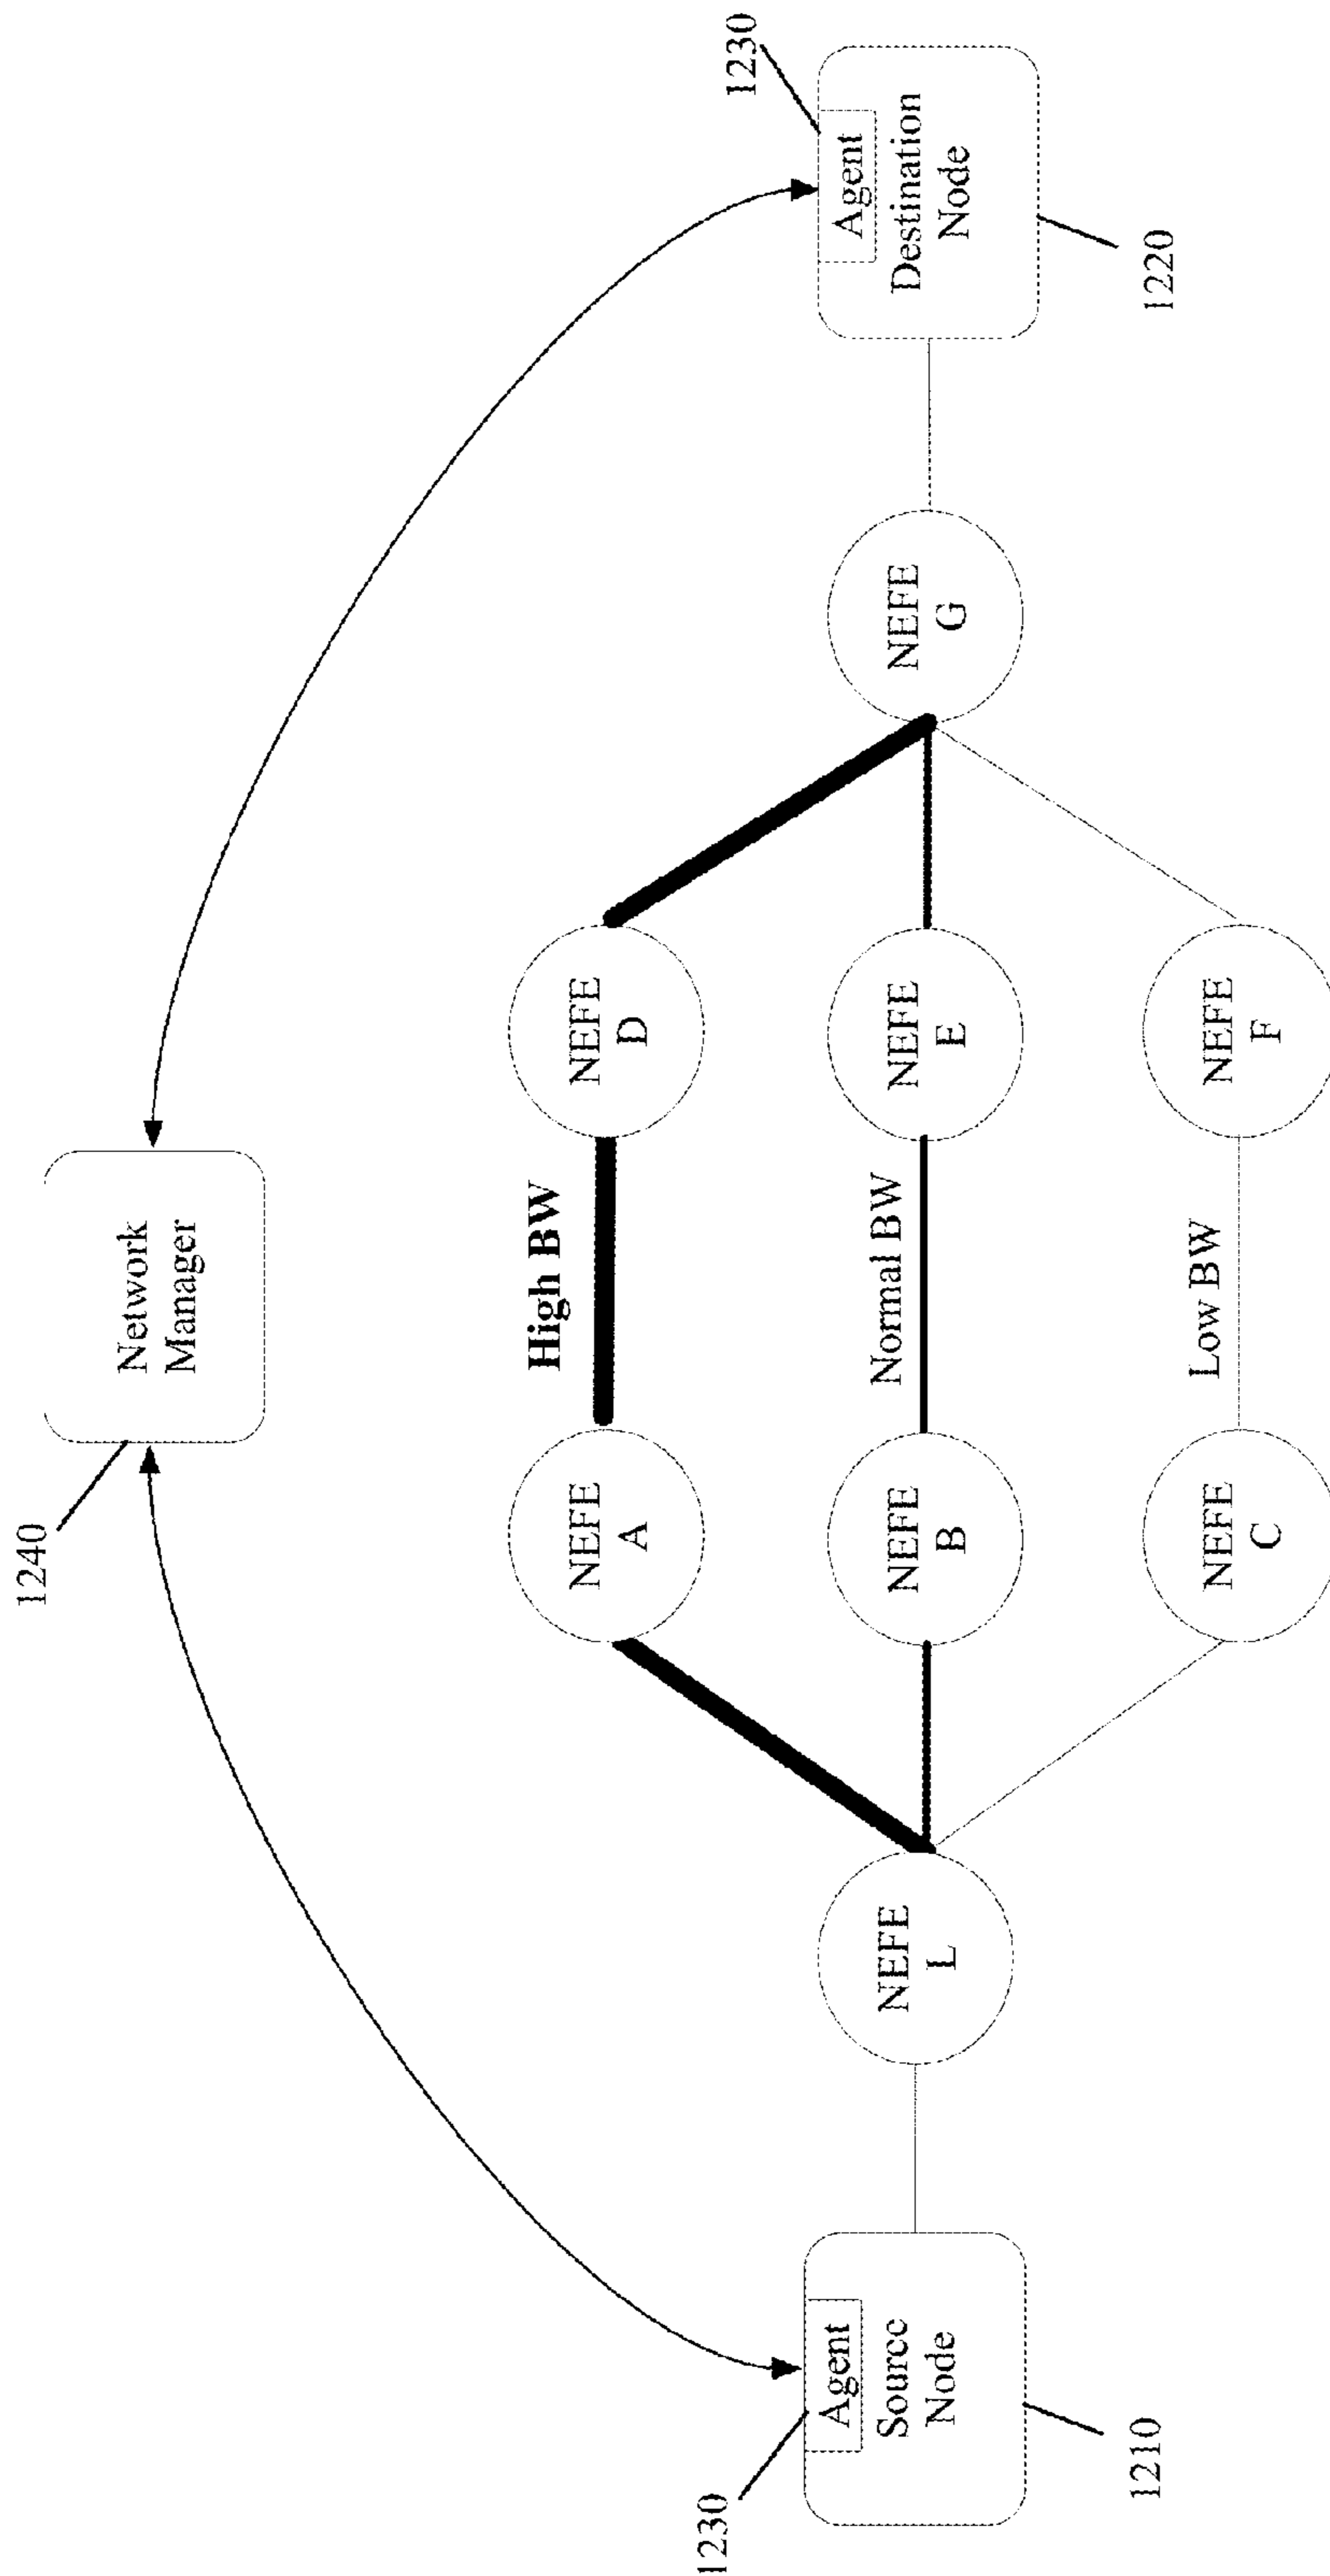 1240
Network
Manager
High BW
NEFE
A
NEFE
D
1230
Agent
Source
Node
1210
NEFE
L
NEFE
B
Normal BW
NEFE
E
NEFE
G
1230
Agent
Destination
Node
1220
NEFE
C
Low BW
NEFE
F